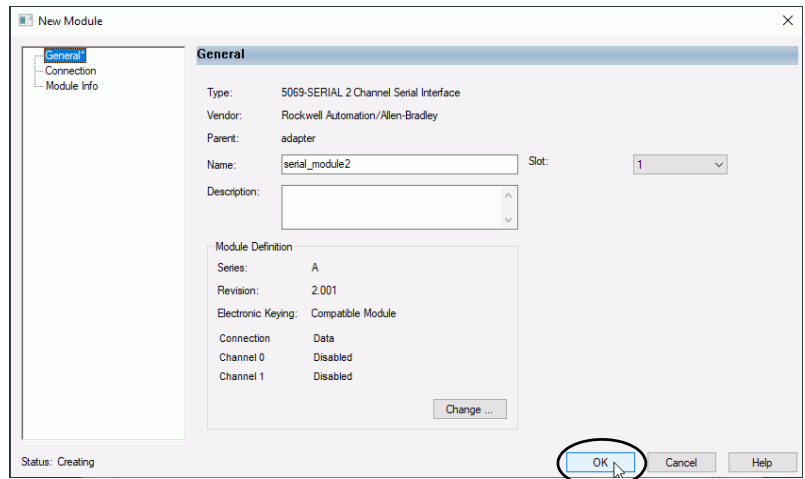 New Module
General*
Connection
Module Info
General
Type: 5069-SERIAL 2 Channel Serial Interface
Vendor: Rockwell Automation/Allen-Bradley
Parent: adapter
Name: serial_module2 Slot: 1
Description:
Module Definition
Series: A
Revision: 2.001
Electronic Keying: Compatible Module
Connection Data
Channel 0 Disabled
Channel 1 Disabled
Change ...
Status: Creating OK Cancel Help